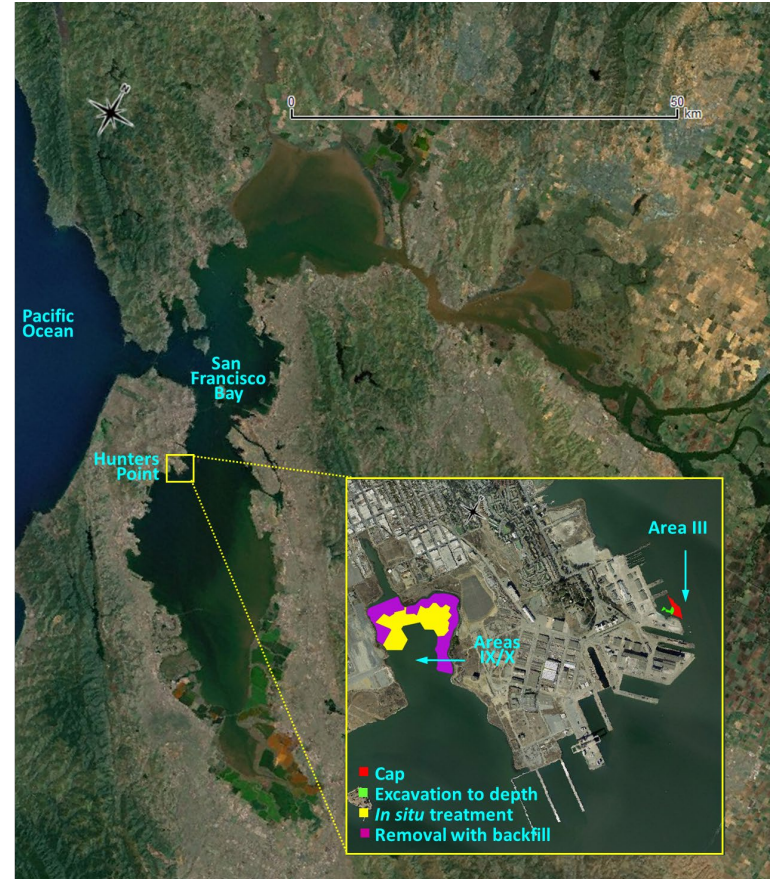 N
0
50
km
Pacific
Ocean
San
Francisco
Bay
Hunters
Point
Area III
Areas
IX/X
Cap
Excavation to depth
In situ treatment
Removal with backfill